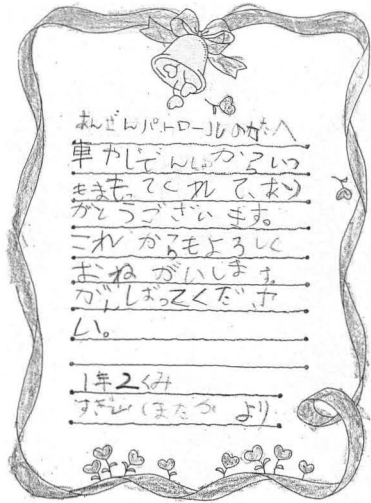 あんぜんパトロールのかたへ
車やじでんしゃからいつ
もまもってくれて、あり
がとうございます。
これからもよろしく
おねがいします。
がんばってくださ
い。
1年2くみ
より